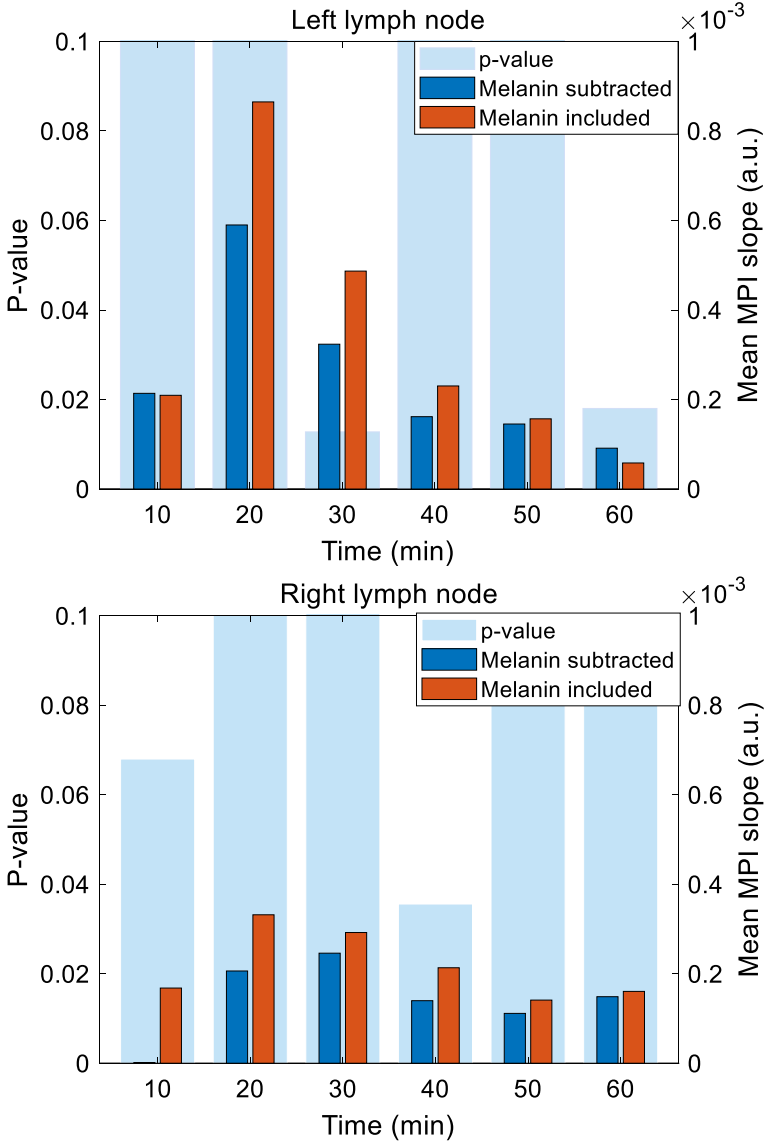 Left lymph node
×10-3
0.1
0.08
0.06
0.04
0.02
0
P-value
1
0.8
0.6
0.4
0.2
0
Mean MPI slope (a.u.)
p-value
Melanin subtracted
Melanin included
10 20 30 40 50 60
Time (min)
Right lymph node
×10-3
0.1
0.08
0.06
0.04
0.02
0
P-value
1
0.8
0.6
0.4
0.2
0
Mean MPI slope (a.u.)
p-value
Melanin subtracted
Melanin included
10 20 30 40 50 60
Time (min)